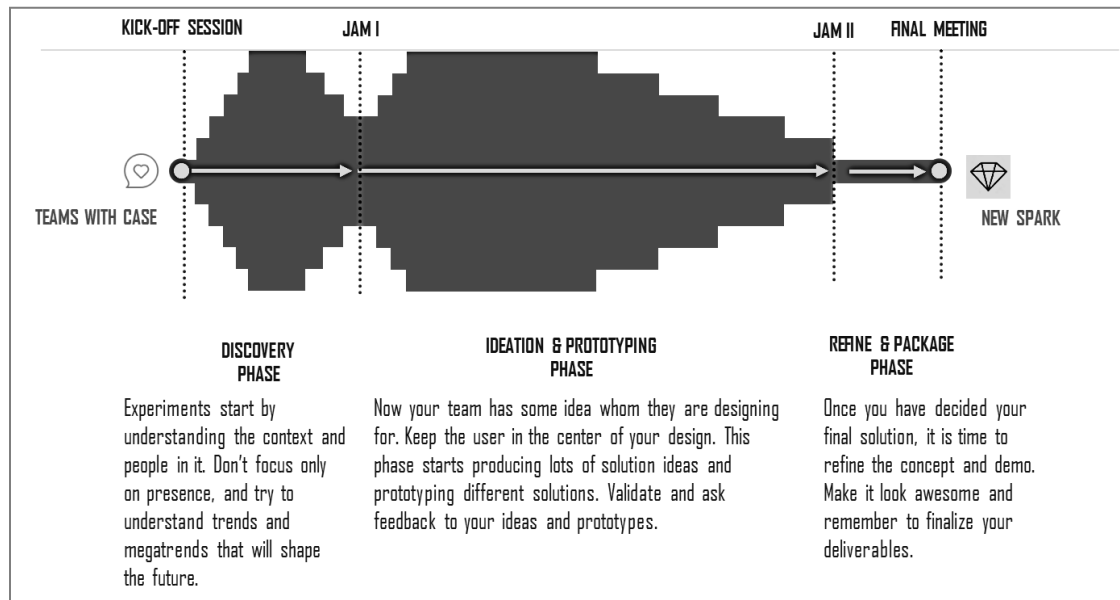 KICK-OFF SESSION
JAM I
JAM II
FINAL MEETING
TEAMS WITH CASE
NEW SPARK
DISCOVERY
PHASE
Experiments start by
understanding the context and
people in it. Don't focus only
on presence, and try to
understand trends and
megatrends that will shape
the future.
IDEATION & PROTOTYPING
PHASE
Now your team has some idea whom they are designing
for. Keep the user in the center of your design. This
phase starts producing lots of solution ideas and
prototyping different solutions. Validate and ask
feedback to your ideas and prototypes.
REFINE & PACKAGE
PHASE
Once you have decided your
final solution, it is time to
refine the concept and demo.
Make it look awesome and
remember to finalize your
deliverables.